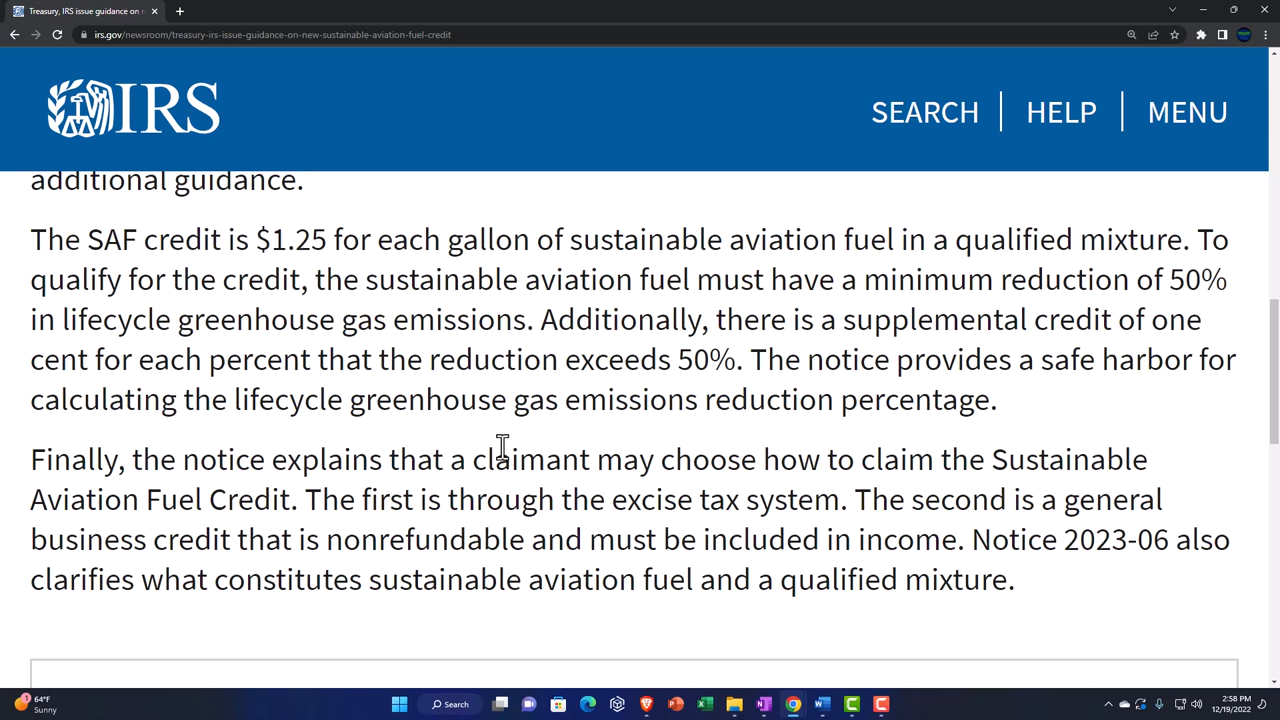 Treasury, IRS issue guidance on n
irs.gov/newsroom/treasury-irs-issue-guidance-on-new-sustainable-aviation-fuel-credit
IRS
SEARCH HELP MENU
additional guidance.
The SAF credit is $1.25 for each gallon of sustainable aviation fuel in a qualified mixture. To
qualify for the credit, the sustainable aviation fuel must have a minimum reduction of 50%
in lifecycle greenhouse gas emissions. Additionally, there is a supplemental credit of one
cent for each percent that the reduction exceeds 50%. The notice provides a safe harbor for
calculating the lifecycle greenhouse gas emissions reduction percentage.
Finally, the notice explains that a claimant may choose how to claim the Sustainable
Aviation Fuel Credit. The first is through the excise tax system. The second is a general
business credit that is nonrefundable and must be included in income. Notice 2023-06 also
clarifies what constitutes sustainable aviation fuel and a qualified mixture.
1
64°F
Sunny
Search
2:58 PM
12/19/2022